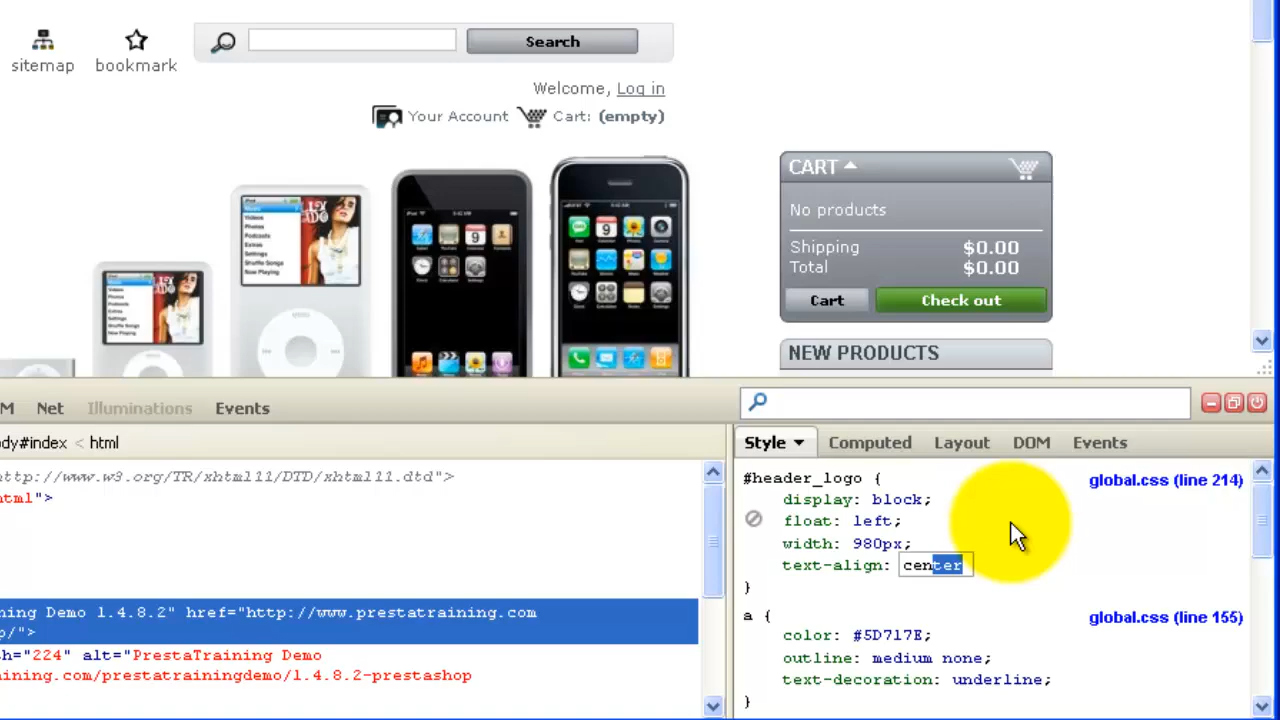 sitemap
bookmark
Search
Welcome, Log in
Your Account Cart: (empty)
CART
No products
Shipping $0.00
Total $0.00
Cart
Check out
NEW PRODUCTS
M Net Illuminations Events
dy#index < html
Style Computed Layout DOM Events
http://www.w3.org/TR/xhtml11/DTD/xhtml11.dtd">
html">
ning Demo 1.4.8.2" href="http://www.prestatraining.com
p/">
h="224" alt="PrestaTraining Demo
ining.com/prestatrainingdemo/1.4.8.2-prestashop
#header_logo { global.css (line 214)
display: block;
float: left;
width: 980px;
text-align: center
}
a { global.css (line 155)
color: #5D717E;
outline: medium none;
text-decoration: underline;
}